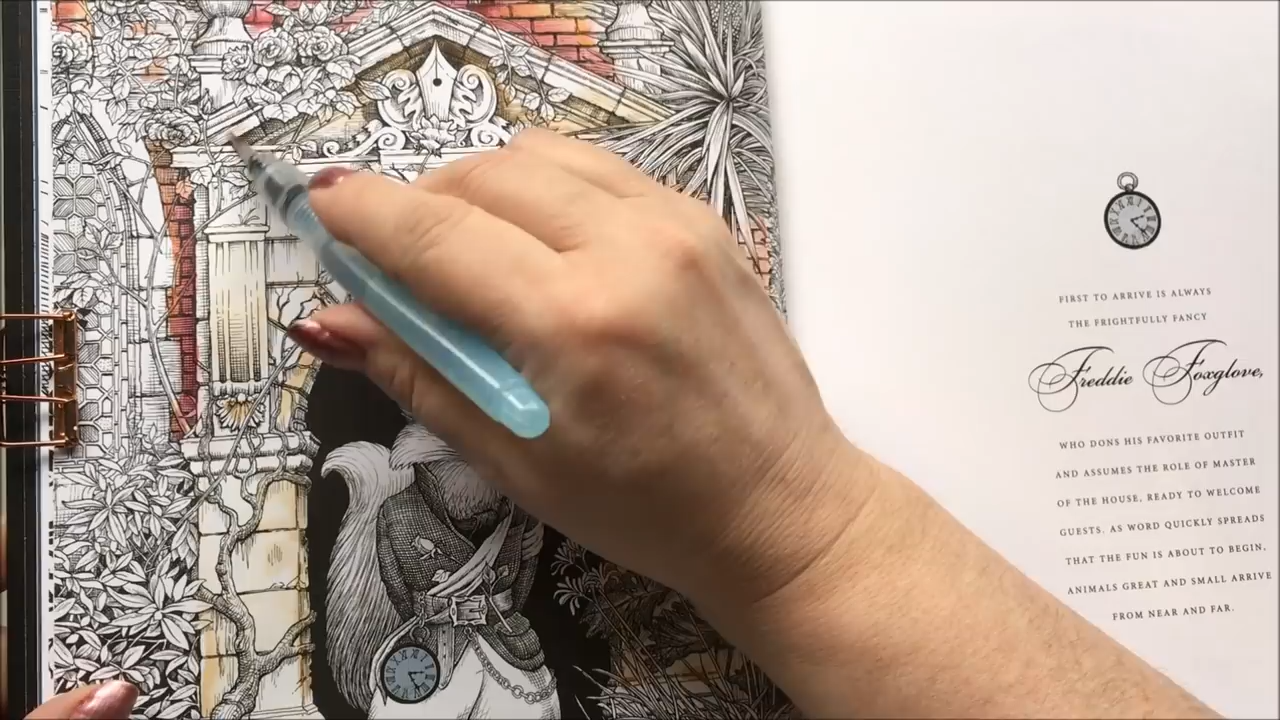 FIRST TO ARRIVE IS ALWAYS
THE FRIGHTFULLY FANCY
Freddie Foxglove,
WHO DONS HIS FAVORITE OUTFIT
AND ASSUMES THE ROLE OF MASTER
OF THE HOUSE, READY TO WELCOME
GUESTS. AS WORD QUICKLY SPREADS
THAT THE FUN IS ABOUT TO BEGIN,
ANIMALS GREAT AND SMALL ARRIVE
FROM NEAR AND FAR.